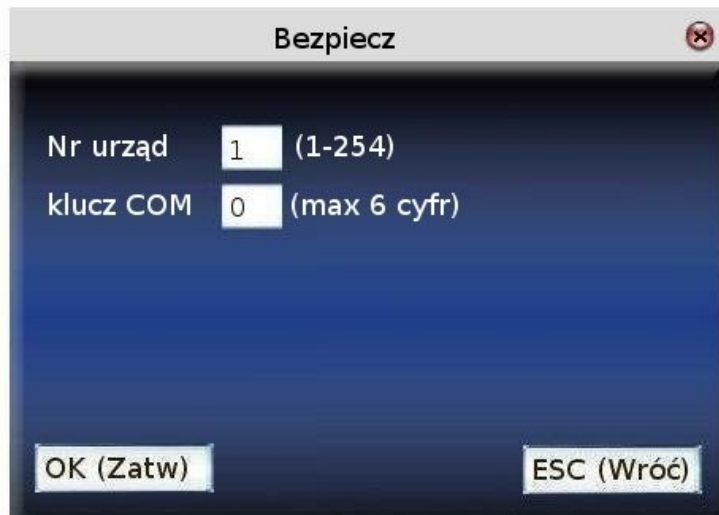 Bezpiecz
Nr urząd 1 (1-254)
klucz COM 0 (max 6 cyfr)
OK (Zatw) ESC (Wróć)